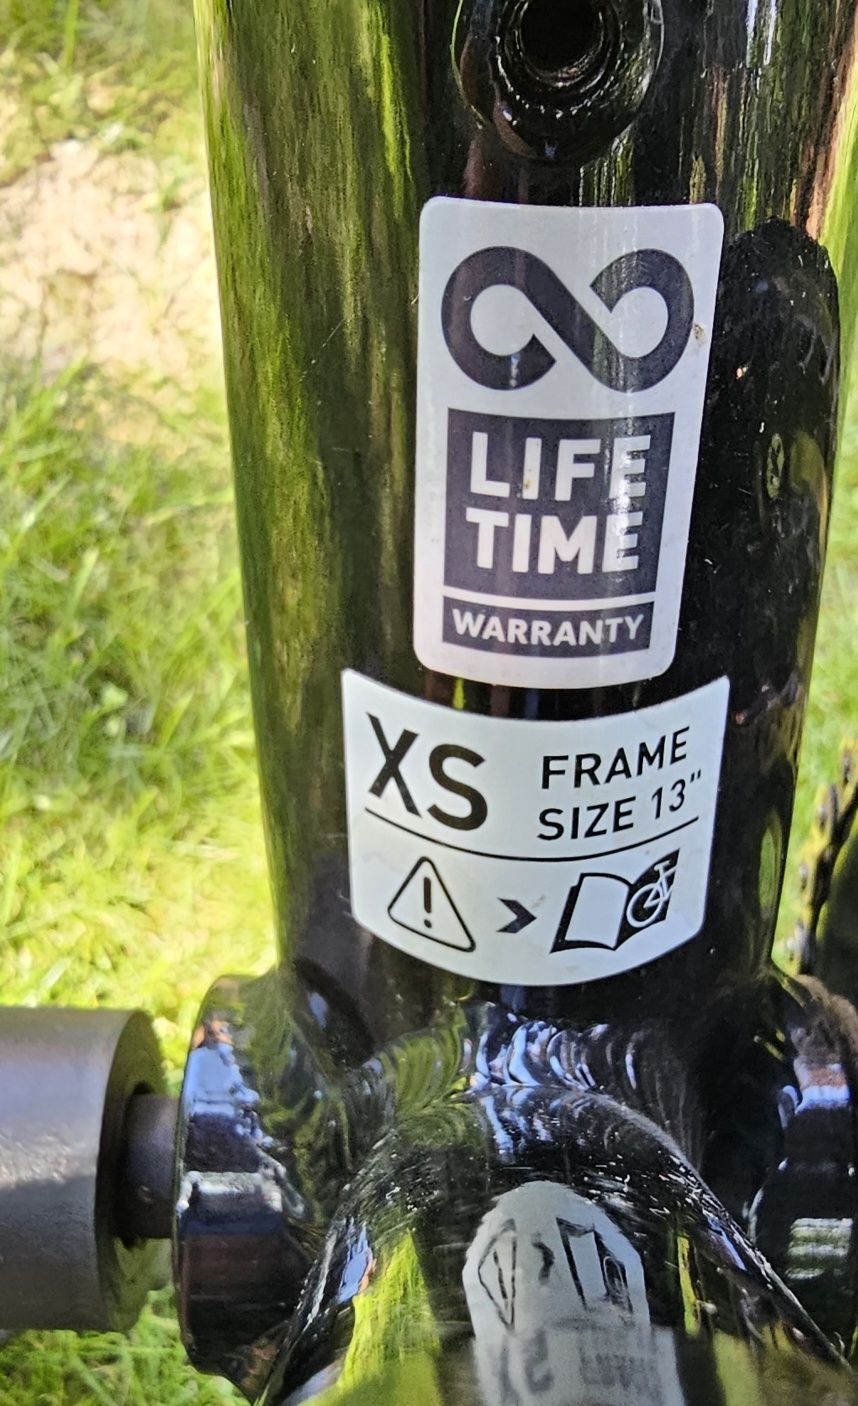 LIFE
TIME
WARRANTY
XS FRAME
SIZE 13"